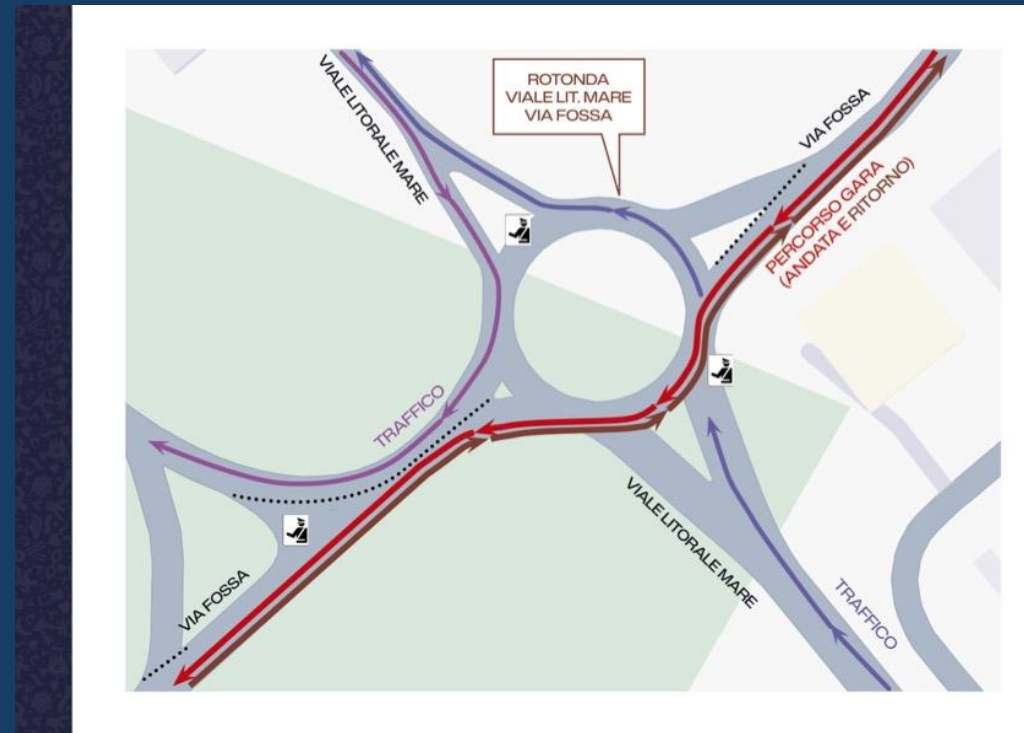 VIALE LITORALE MARE
ROTONDA
VIALE LIT. MARE
VIA FOSSA
VIA FOSSA
PERCORSO GARA
(ANDATA E RITORNO)
TRAFFICO
VIALE LITORALE MARE
VIA FOSSA
TRAFFICO